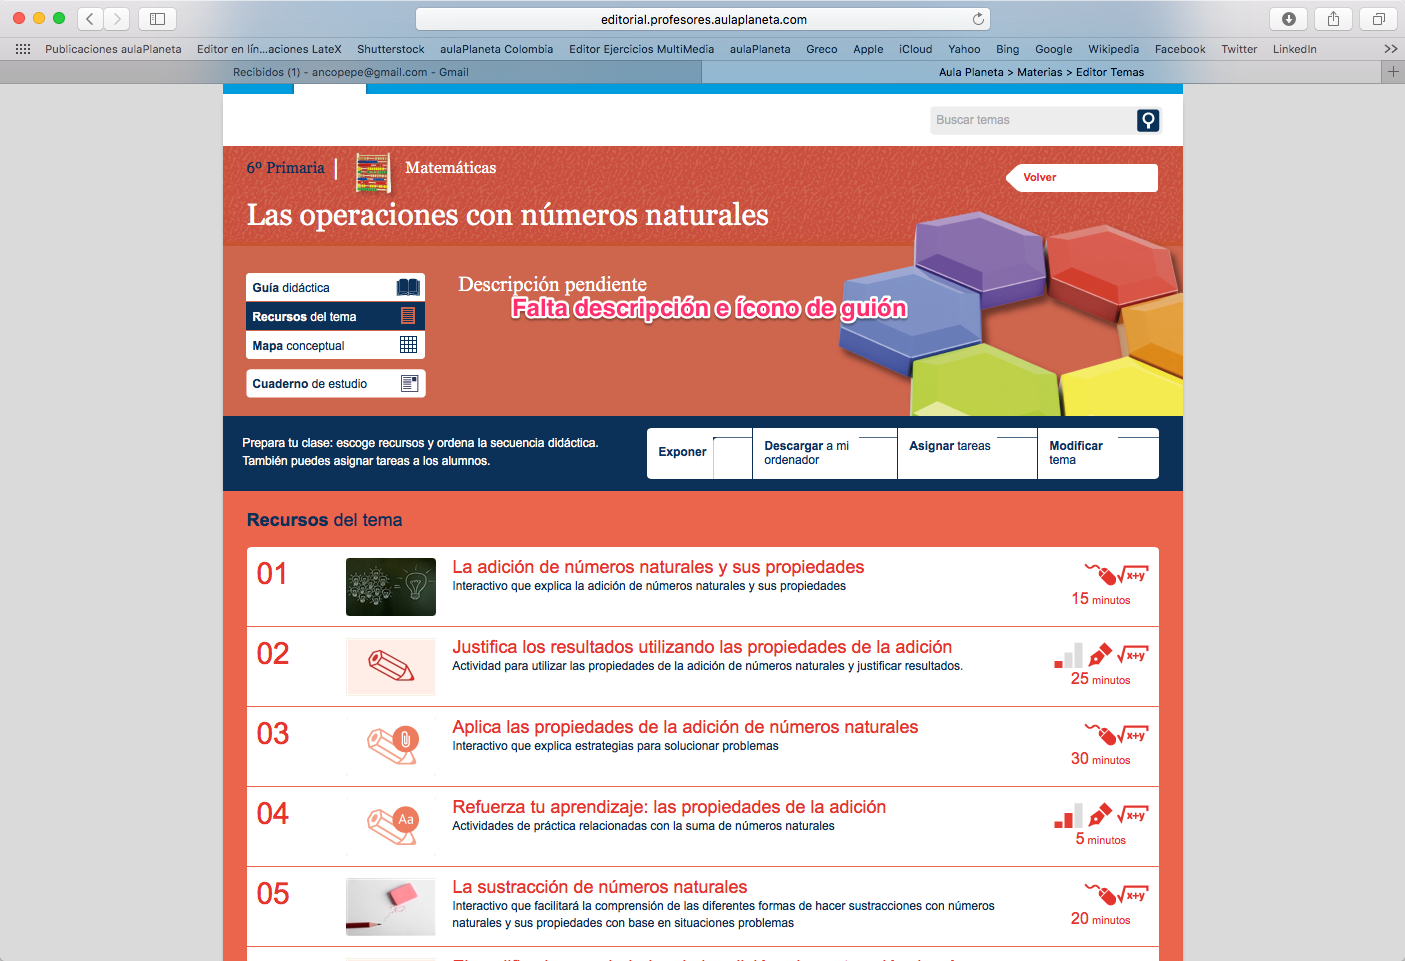 editorial.profesores.aulaplaneta.com
Publicaciones aulaPlaneta Editor en lín...aciones LateX Shutterstock aulaPlaneta Colombia Editor Ejercicios MultiMedia aulaPlaneta Greco Apple iCloud Yahoo Bing Google Wikipedia Facebook Twitter LinkedIn
Recibidos (1) - ancopepe@gmail.com - Gmail
Aula Planeta > Materias > Editor Temas
Buscar temas
6º Primaria
Matemáticas
Volver
Las operaciones con números naturales
Guía didáctica
Recursos del tema
Mapa conceptual
Cuaderno de estudio
Descripción pendiente
Falta descripción e ícono de guión
Prepara tu clase: escoge recursos y ordena la secuencia didáctica.
También puedes asignar tareas a los alumnos.
Exponer
Descargar a mi
ordenador
Asignar tareas
Modificar
tema
Recursos del tema
01
La adición de números naturales y sus propiedades
Interactivo que explica la adición de números naturales y sus propiedades
√x+y
15 minutos
02
Justifica los resultados utilizando las propiedades de la adición
Actividad para utilizar las propiedades de la adición de números naturales y justificar resultados.
√x+y
25 minutos
03
Aplica las propiedades de la adición de números naturales
Interactivo que explica estrategias para solucionar problemas
√x+y
30 minutos
04
Aa
Refuerza tu aprendizaje: las propiedades de la adición
Actividades de práctica relacionadas con la suma de números naturales
√x+y
5 minutos
05
La sustracción de números naturales
Interactivo que facilitará la comprensión de las diferentes formas de hacer sustracciones con números
naturales y sus propiedades con base en situaciones problemas
√x+y
20 minutos